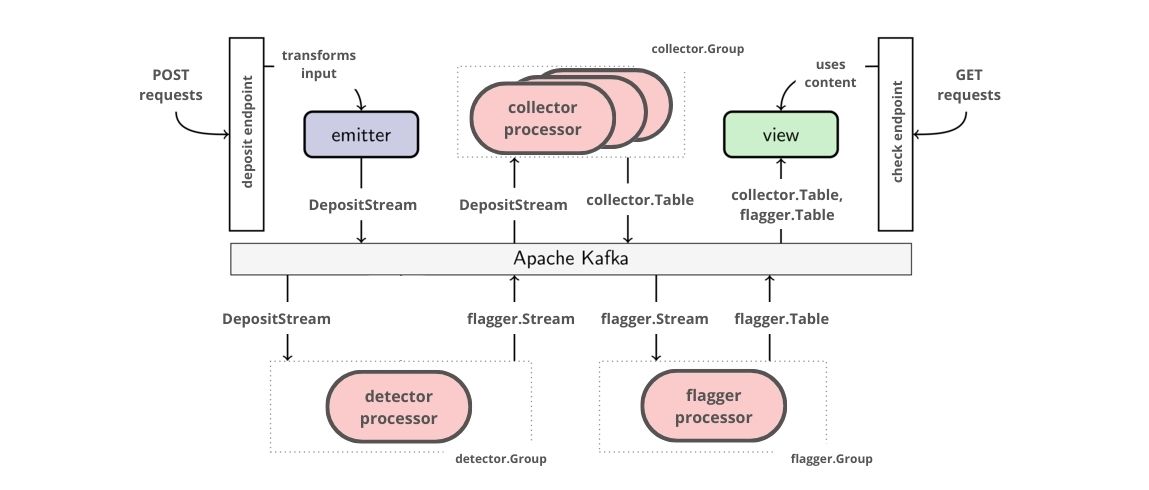 collector.Group
transforms
input
uses
content
POST
requests
GET
requests
deposit endpoint
collector
processor
check endpoint
emitter
view
DepositStream
DepositStream
collector.Table
collector.Table,
flagger.Table
Apache Kafka
DepositStream
flagger.Stream
flagger.Stream
flagger.Table
detector
processor
flagger
processor
detector.Group
flagger.Group